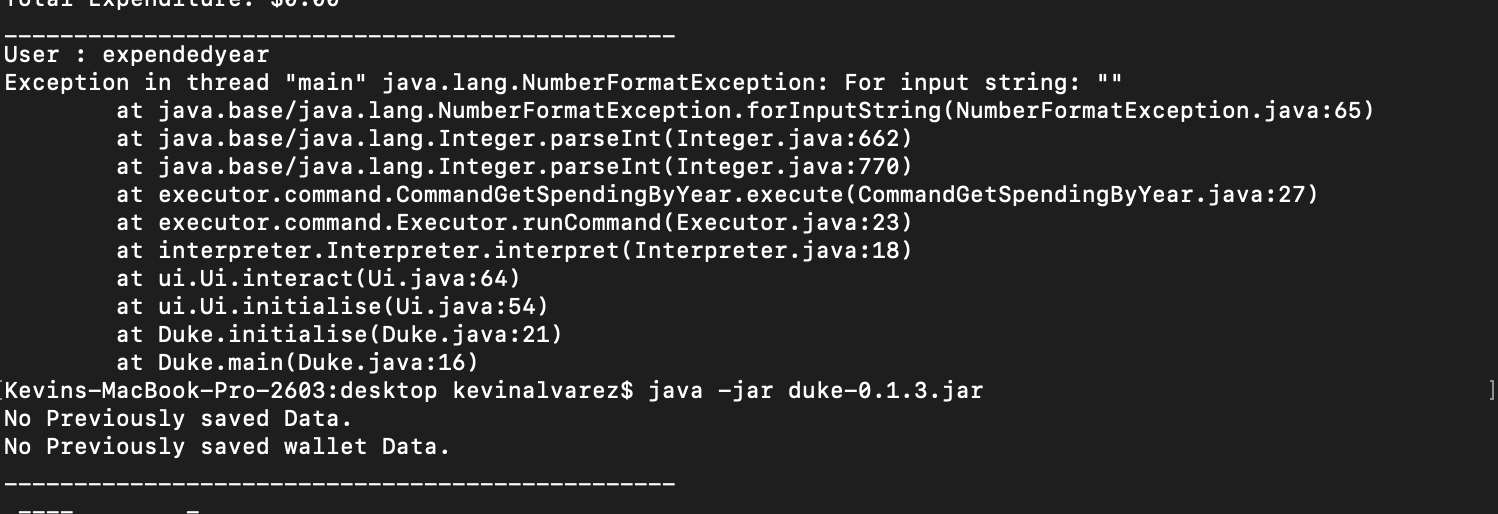 Total Expenditure: $0.00
________________________________________________
User : expendedyear
Exception in thread "main" java.lang.NumberFormatException: For input string: ""
        at java.base/java.lang.NumberFormatException.forInputString(NumberFormatException.java:65)
        at java.base/java.lang.Integer.parseInt(Integer.java:662)
        at java.base/java.lang.Integer.parseInt(Integer.java:770)
        at executor.command.CommandGetSpendingByYear.execute(CommandGetSpendingByYear.java:27)
        at executor.command.Executor.runCommand(Executor.java:23)
        at interpreter.Interpreter.interpret(Interpreter.java:18)
        at ui.Ui.interact(Ui.java:64)
        at ui.Ui.initialise(Ui.java:54)
        at Duke.initialise(Duke.java:21)
        at Duke.main(Duke.java:16)
[Kevins-MacBook-Pro-2603:desktop kevinalvarez$ java -jar duke-0.1.3.jar ]
No Previously saved Data.
No Previously saved wallet Data.
________________________________________________
 ____        _